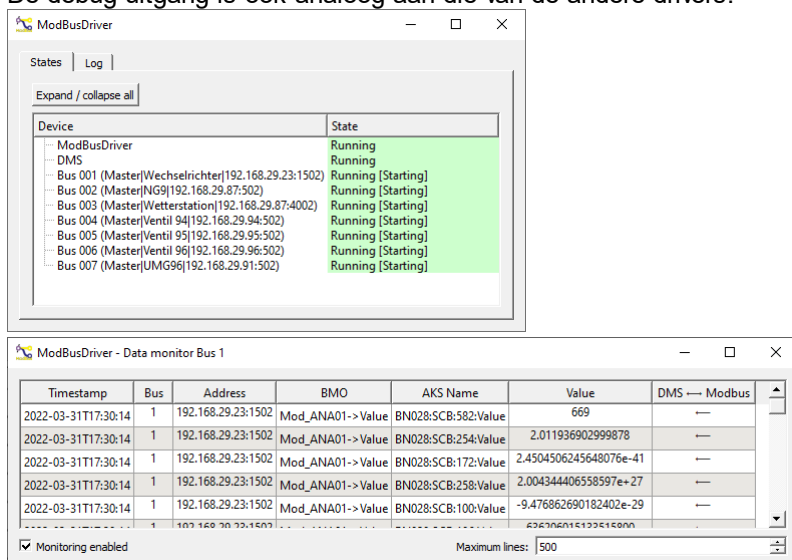 De debug uitgang is ook analoog aan die van de andere drivers.
ModBusDriver
States Log
Expand / collapse all
Device State
ModBusDriver Running
DMS Running
Bus 001 (Master|Wechselrichter|192.168.29.23:1502) Running [Starting]
Bus 002 (Master|NG9|192.168.29.87:502) Running [Starting]
Bus 003 (Master|Wetterstation|192.168.29.87:4002) Running [Starting]
Bus 004 (Master|Ventil 94|192.168.29.94:502) Running [Starting]
Bus 005 (Master|Ventil 95|192.168.29.95:502) Running [Starting]
Bus 006 (Master|Ventil 96|192.168.29.96:502) Running [Starting]
Bus 007 (Master|UMG96|192.168.29.91:502) Running [Starting]
ModBusDriver - Data monitor Bus 1
Timestamp Bus Address BMO AKS Name Value DMS ⟷ Modbus
2022-03-31T17:30:14 1 192.168.29.23:1502 Mod_ANA01->Value BN028:SCB:582:Value 669 ⟵
2022-03-31T17:30:14 1 192.168.29.23:1502 Mod_ANA01->Value BN028:SCB:254:Value 2.011936902999878 ⟵
2022-03-31T17:30:14 1 192.168.29.23:1502 Mod_ANA01->Value BN028:SCB:172:Value 2.4504506245648076e-41 ⟵
2022-03-31T17:30:14 1 192.168.29.23:1502 Mod_ANA01->Value BN028:SCB:258:Value 2.004344406558597e+27 ⟵
2022-03-31T17:30:14 1 192.168.29.23:1502 Mod_ANA01->Value BN028:SCB:100:Value -9.476862690182402e-29 ⟵
1 192.168.29.23:1502
Monitoring enabled Maximum lines: 500